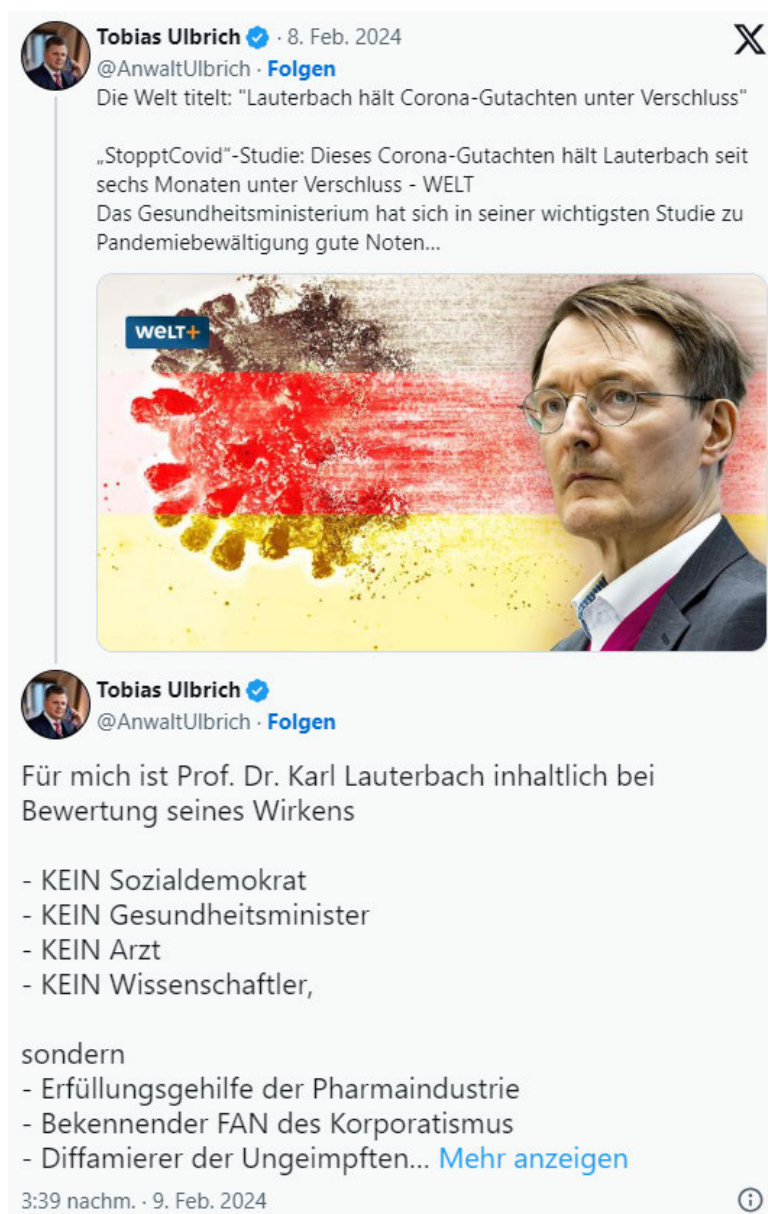 Tobias Ulbrich · 8. Feb. 2024
@AnwaltUlbrich · Folgen
Die Welt titelt: "Lauterbach hält Corona-Gutachten unter Verschluss"
„StopptCovid“-Studie: Dieses Corona-Gutachten hält Lauterbach seit
sechs Monaten unter Verschluss - WELT
Das Gesundheitsministerium hat sich in seiner wichtigsten Studie zu
Pandemiebewältigung gute Noten...
WELT+
Tobias Ulbrich
@AnwaltUlbrich · Folgen
Für mich ist Prof. Dr. Karl Lauterbach inhaltlich bei
Bewertung seines Wirkens
- KEIN Sozialdemokrat
- KEIN Gesundheitsminister
- KEIN Arzt
- KEIN Wissenschaftler,
sondern
- Erfüllungsgehilfe der Pharmaindustrie
- Bekennender FAN des Korporatismus
- Diffamierer der Ungeimpften... Mehr anzeigen
3:39 nachm. · 9. Feb. 2024